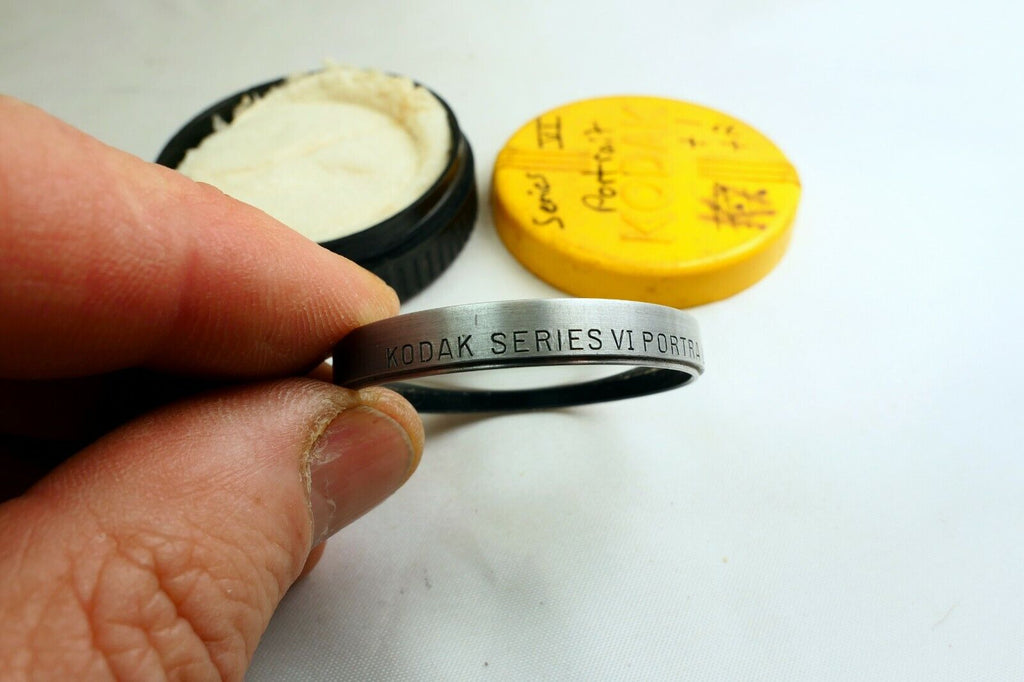 KODAK SERIES VI PORTRA
Series VI
Portrait
KODAK